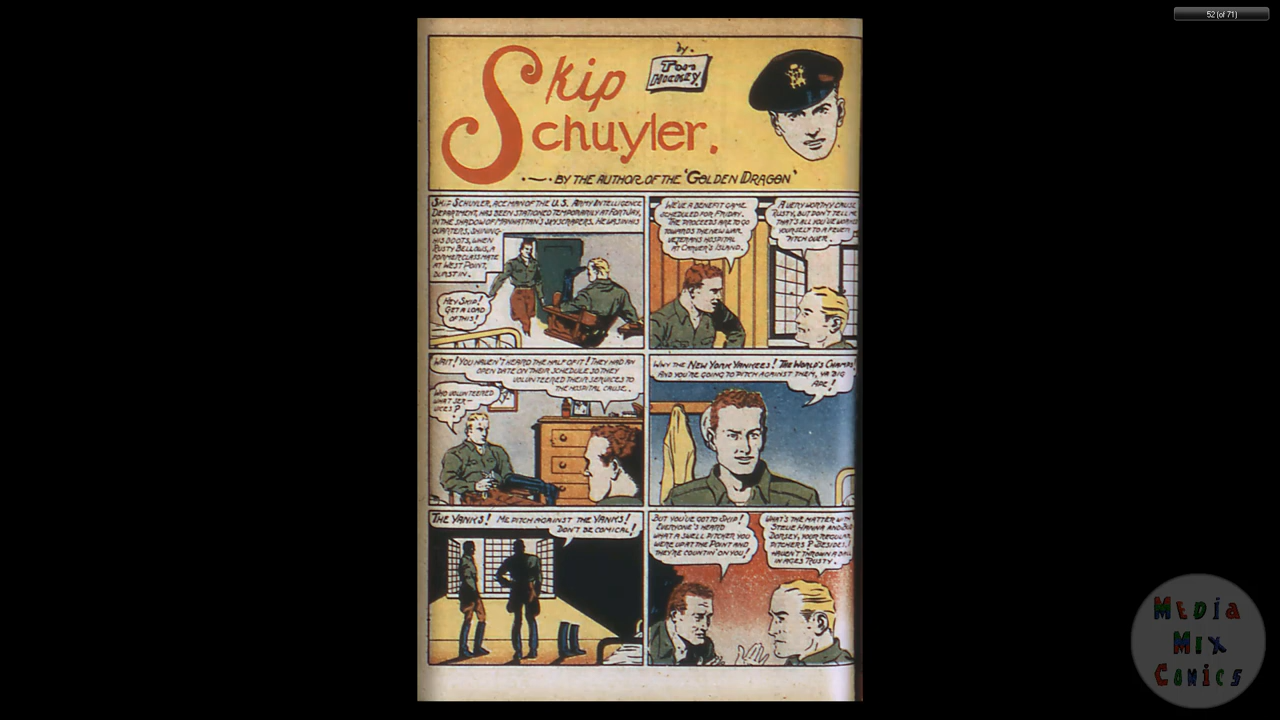 52 (of 71)
Skip
Schuyler.
by.
Tom
Hickey.
BY THE AUTHOR OF THE 'GOLDEN DRAGON'
SKIP SCHUYLER, ACE MAN OF THE U.S. ARMY INTELLIGENCE
DEPARTMENT, HAS BEEN STATIONED TEMPORARILY AT FORT JAY,
IN THE SHADOW OF MANHATTAN'S SKYSCRAPERS. HE WAS IN HIS
QUARTERS, SHINING
HIS BOOTS, WHEN
RUSTY BELLOWS, A
FORMER CLASSMATE
AT WEST POINT,
BURST IN.
HEY SKIP!
GET A LOAD
OF THIS!
WE'VE A BENEFIT GAME
SCHEDULED FOR FRIDAY.
THE PROCEEDS ARE TO GO
TOWARDS THE NEW WAR
VETERANS HOSPITAL
AT CARVER'S ISLAND.
A VERY WORTHY CAUSE
RUSTY, BUT DON'T TELL ME
THAT'S ALL YOU'VE WORKED
YOURSELF TO A FEVER
PITCH OVER.
WAIT! YOU HAVEN'T HEARD THE HALF OF IT! THEY HAD AN
OPEN DATE ON THEIR SCHEDULE SO THEY
VOLUNTEERED THEIR SERVICES TO
THE HOSPITAL CAUSE.
WHO VOLUNTEERED
WHAT SER-
VICES?
WHY THE NEW YORK YANKEES! THE WORLD'S CHAMPS!
AND YOU'RE GOING TO PITCH AGAINST THEM, YA BIG
APE!
THE YANKS! ME PITCH AGAINST THE YANKS!
DON'T BE COMICAL!
BUT YOU'VE GOT TO SKIP!
EVERYONE'S HEARD
WHAT A SWELL PITCHER YOU
WERE UP AT THE POINT AND
THEY'RE COUNTIN' ON YOU!
WHAT'S THE MATTER WITH
STEVE HANNA AND
DORSEY, YOUR REGULAR
PITCHERS? BESIDES I
HAVEN'T THROWN A BALL
IN AGES RUSTY.
MEDiA
MiX
COMiCS